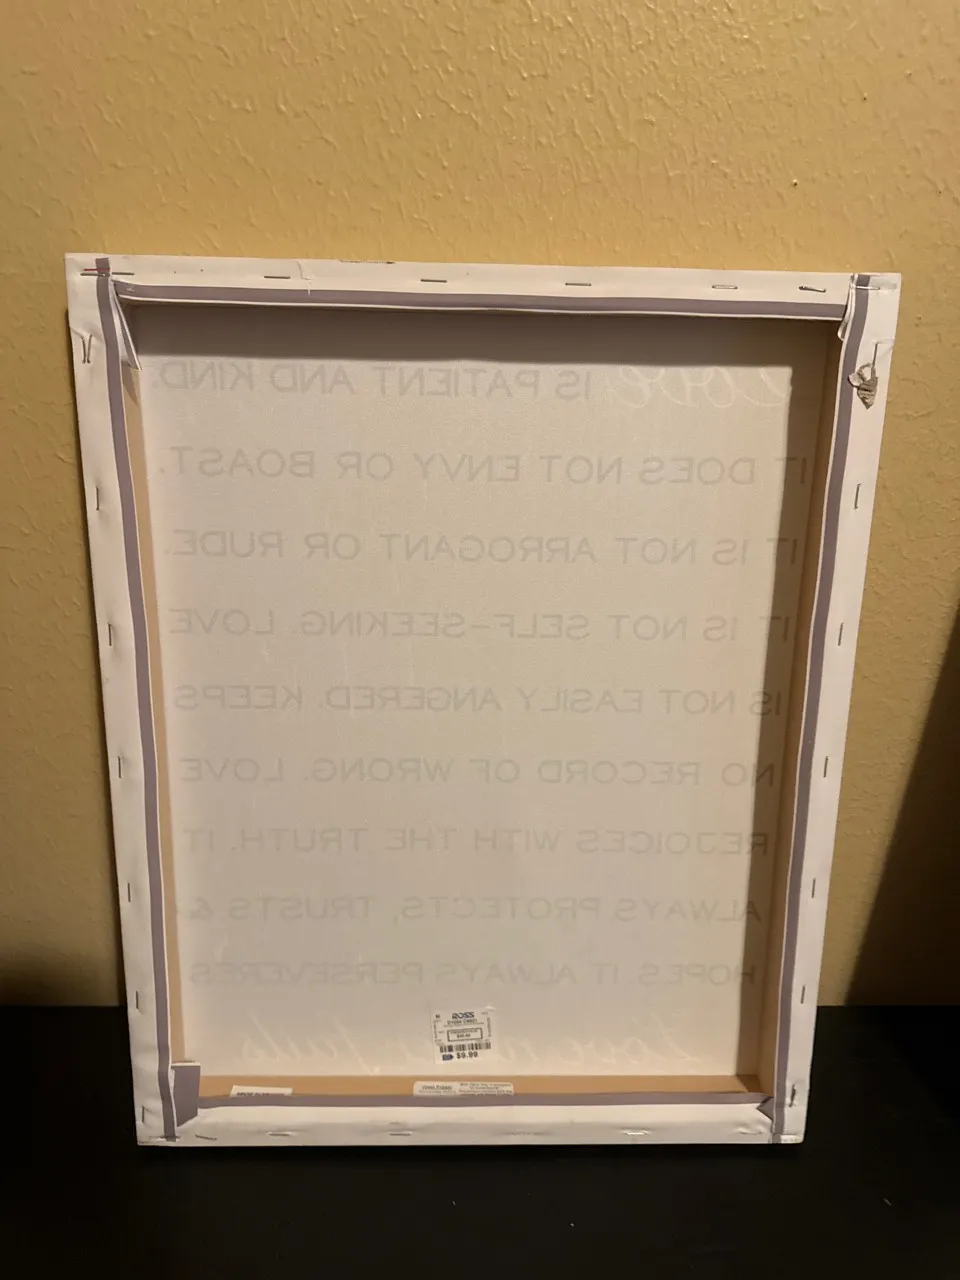 Love IS PATIENT AND KIND.
IT DOES NOT ENVY OR BOAST.
IT IS NOT ARROGANT OR RUDE.
IT IS NOT SELF-SEEKING. LOVE
IS NOT EASILY ANGERED. KEEPS
NO RECORD OF WRONG. LOVE
REJOICES WITH THE TRUTH. IT
ALWAYS PROTECTS, TRUSTS &
HOPES IT ALWAYS PERSEVERES
Love
ROSS
$9.99